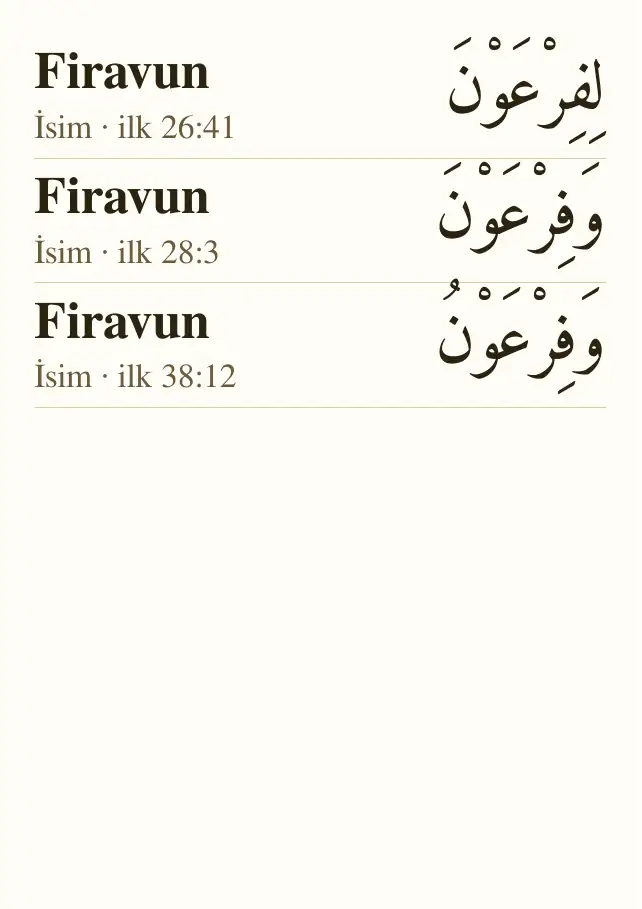 Firavun لِفِرْعَوْنَ
İsim · ilk 26:41
Firavun وَفِرْعَوْنَ
İsim · ilk 28:3
Firavun وَفِرْعَوْنُ
İsim · ilk 38:12